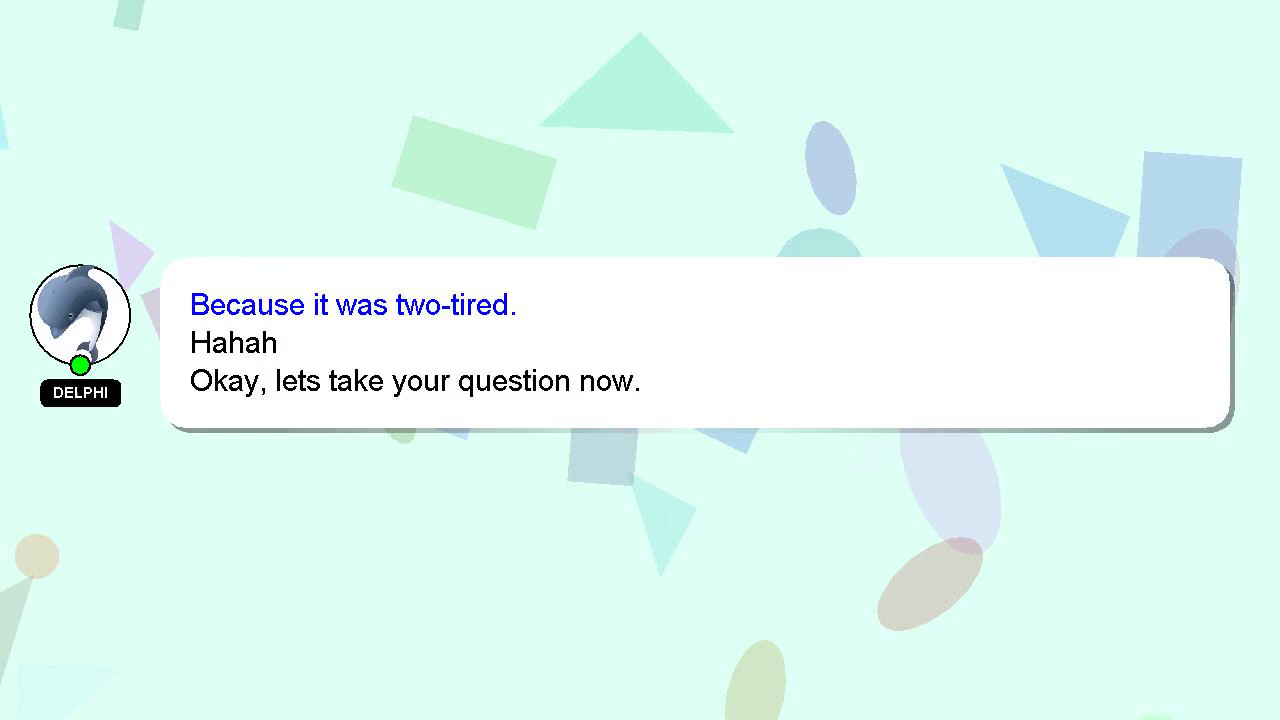 Because it was two-tired.
Hahah
Okay, lets take your question now.
DELPHI